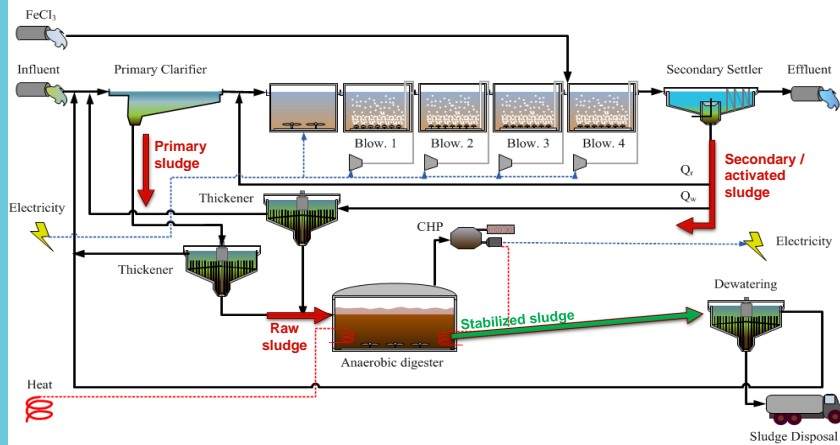 FeCl₃
Influent
Primary Clarifier
Secondary Settler
Effluent
Blow. 1
Blow. 2
Blow. 3
Blow. 4
Primary
sludge
Secondary /
activated
sludge
Qr
Qw
Thickener
Electricity
CHP
Electricity
Thickener
Dewatering
Raw
sludge
Stabilized sludge
Anaerobic digester
Heat
Sludge Disposal